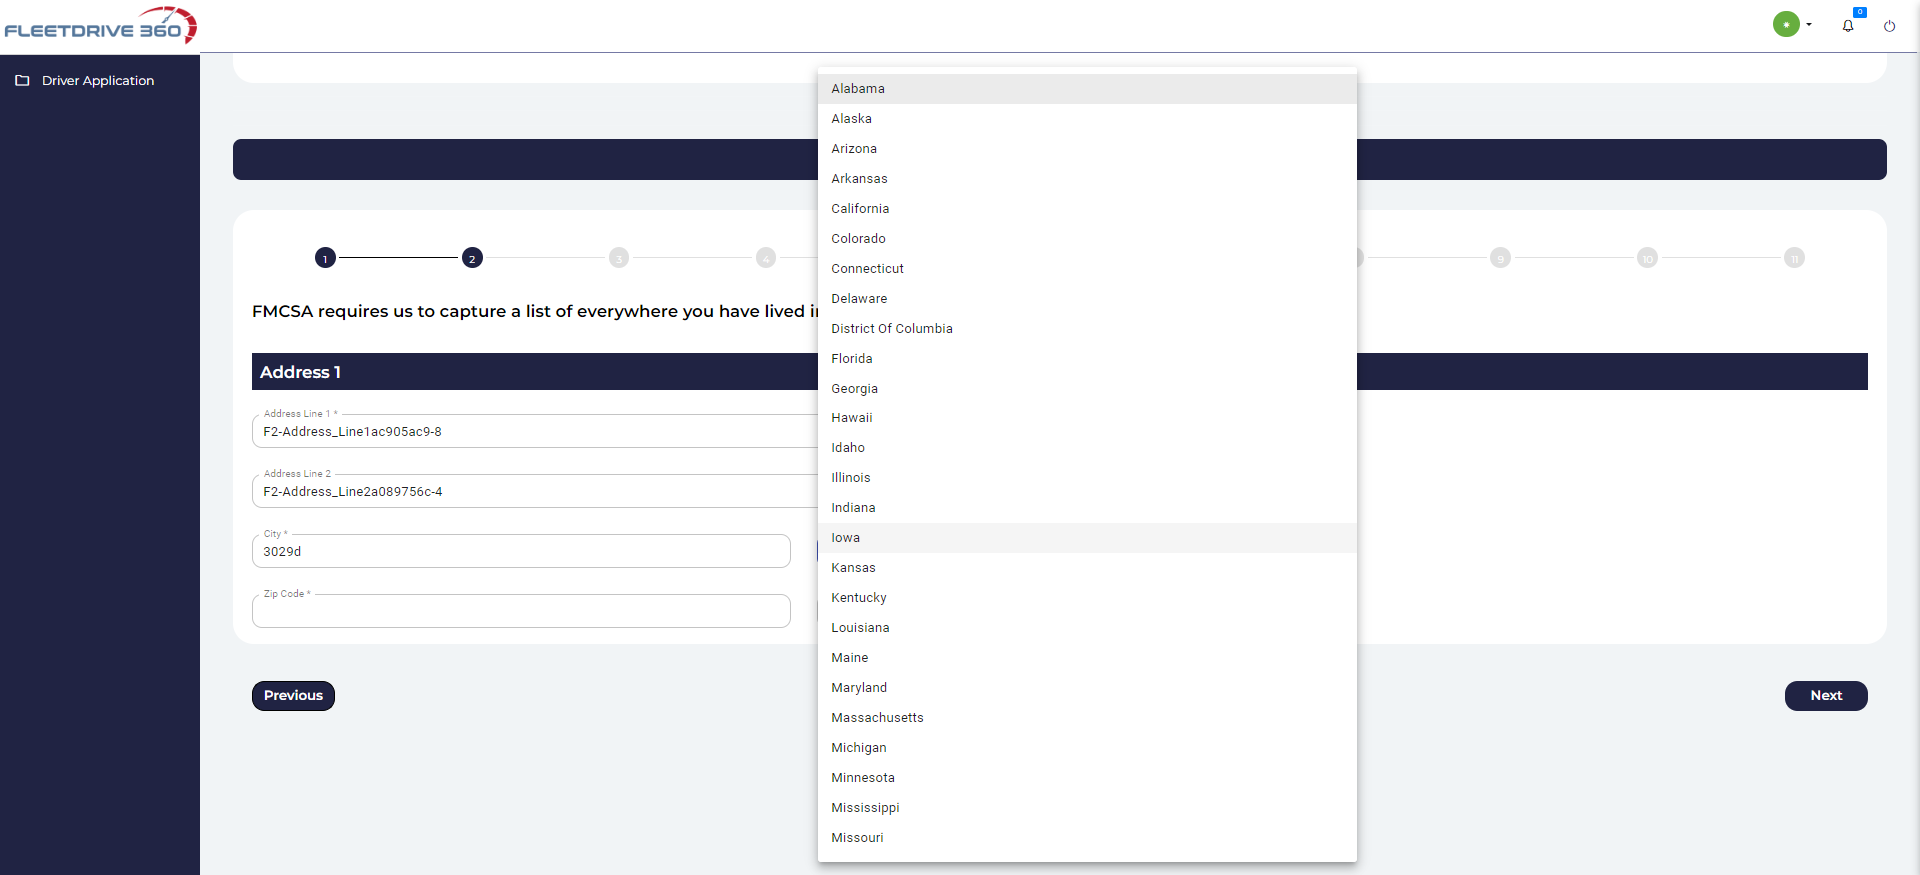 FLEETDRIVE 360
0
Driver Application
1
2
3
4
9
10
11
FMCSA requires us to capture a list of everywhere you have lived i
Address 1
Address Line 1 *
F2-Address_Line1ac905ac9-8
Address Line 2
F2-Address_Line2a089756c-4
City *
3029d
Zip Code *
Previous
Next
Alabama
Alaska
Arizona
Arkansas
California
Colorado
Connecticut
Delaware
District Of Columbia
Florida
Georgia
Hawaii
Idaho
Illinois
Indiana
Iowa
Kansas
Kentucky
Louisiana
Maine
Maryland
Massachusetts
Michigan
Minnesota
Mississippi
Missouri